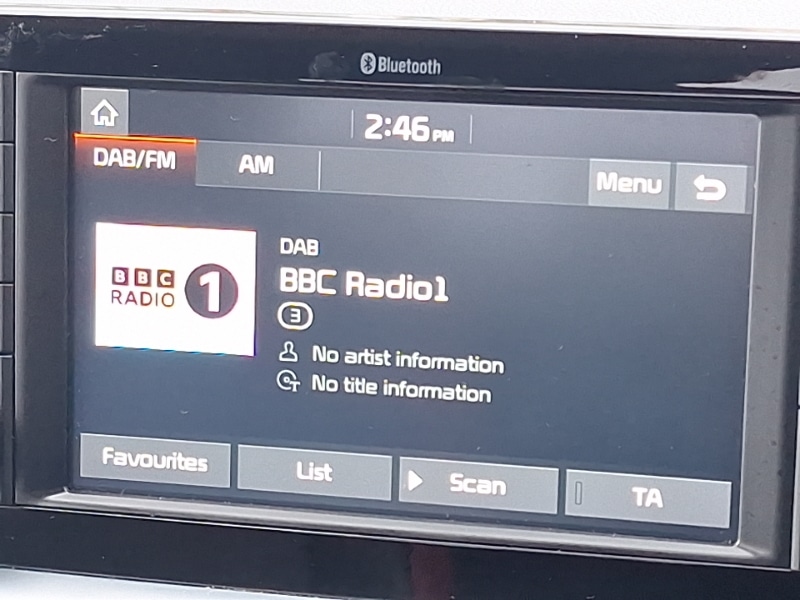 Bluetooth
2:46 PM
DAB/FM
AM
Menu
DAB
BBC Radio1
3
BBC
RADIO 1
No artist information
No title information
Favourites
List
Scan
TA